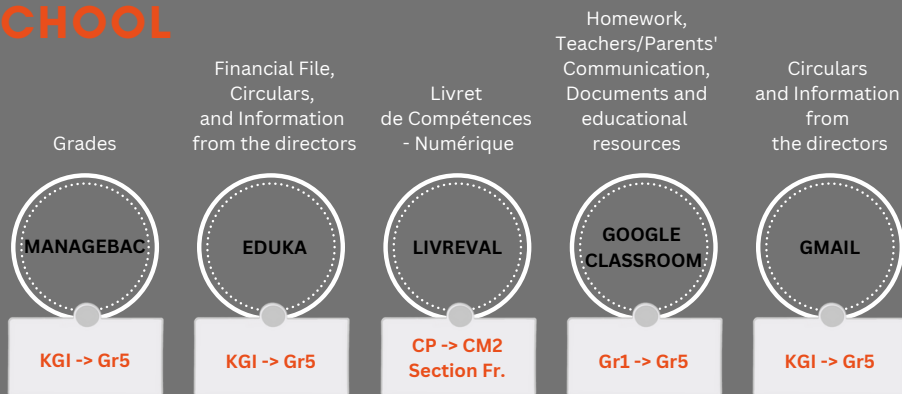 CHOOL
Grades
MANAGEBAC
KGI -> Gr5
Financial File,
Circulars,
and Information
from the directors
EDUKA
KGI -> Gr5
Livret
de Compétences
- Numérique
LIVREVAL
CP -> CM2
Section Fr.
Homework,
Teachers/Parents'
Communication,
Documents and
educational
resources
GOOGLE
CLASSROOM
Gr1 -> Gr5
Circulars
and Information
from
the directors
GMAIL
KGI -> Gr5